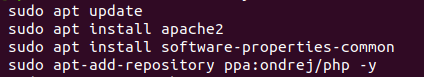 sudo apt update
sudo apt install apache2
sudo apt install software-properties-common
sudo apt-add-repository ppa:ondrej/php -y